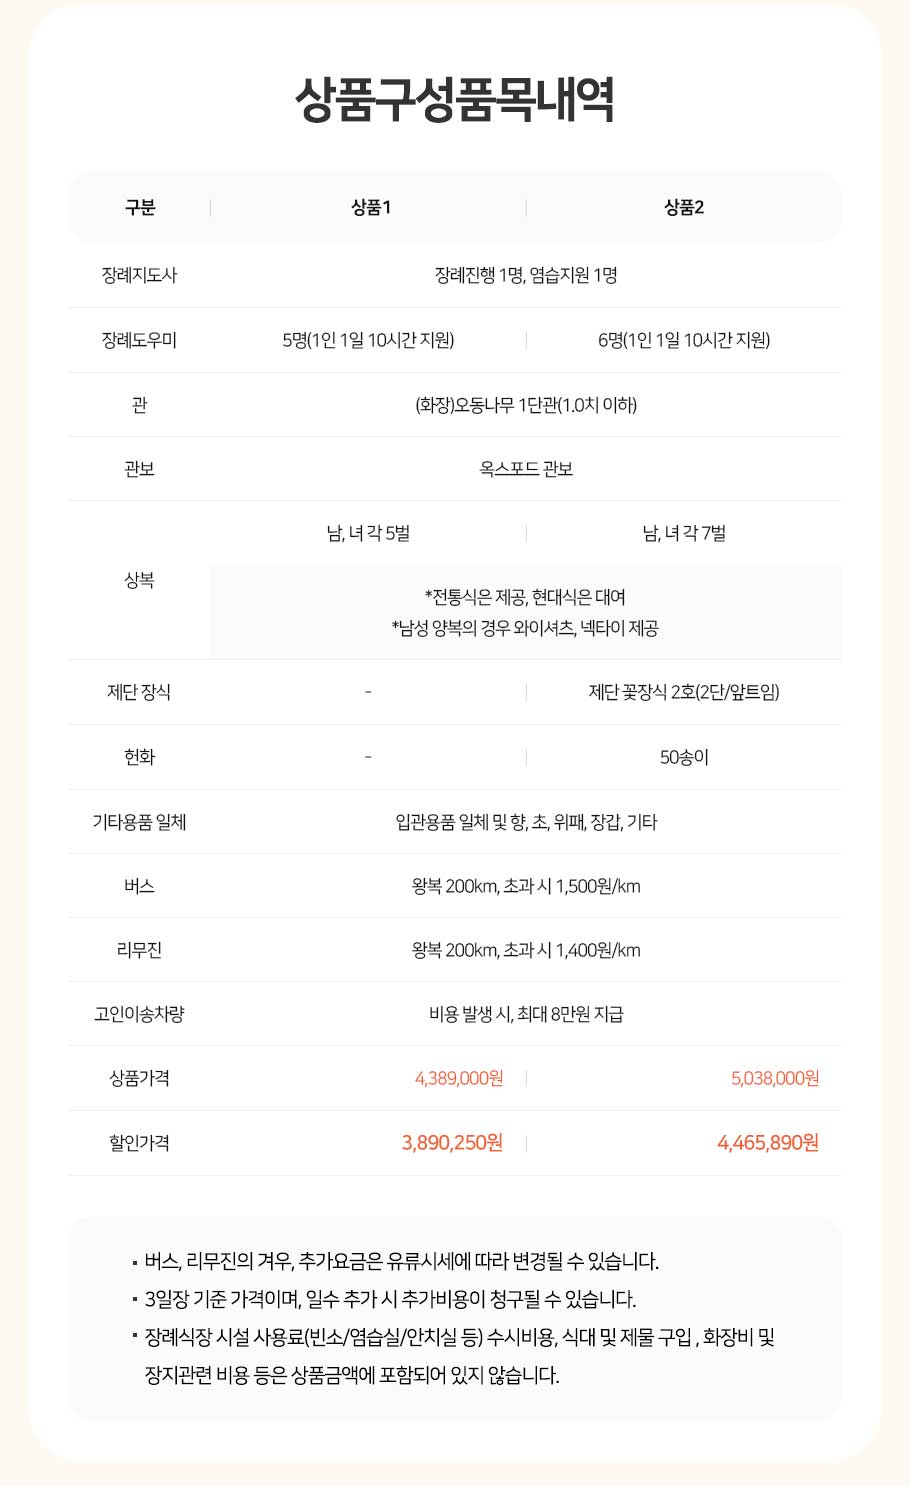 상품구성품목내역
구분 상품1 상품2
장례지도사 장례진행 1명, 염습지원 1명
장례도우미 5명(1인 1일 10시간 지원) 6명(1인 1일 10시간 지원)
관 (화장)오동나무 1단관(1.0치 이하)
관보 옥스포드 관보
남, 녀 각 5벌 남, 녀 각 7벌
상복
*전통식은 제공, 현대식은 대여
*남성 양복의 경우 와이셔츠, 넥타이 제공
제단 장식 - 제단 꽃장식 2호(2단/앞트임)
헌화 - 50송이
기타용품 일체 입관용품 일체 및 향, 초, 위패, 장갑, 기타
버스 왕복 200km, 초과 시 1,500원/km
리무진 왕복 200km, 초과 시 1,400원/km
고인이송차량 비용 발생 시, 최대 8만원 지급
상품가격 4,389,000원 5,038,000원
할인가격 3,890,250원 4,465,890원
▪ 버스, 리무진의 겨우, 추가요금은 유류시세에 따라 변경될 수 있습니다.
▪ 3일장 기준 가격이며, 일수 추가 시 추가비용이 청구될 수 있습니다.
▪ 장례식장 시설 사용료(빈소/염습실/안치실 등) 수시비용, 식대 및 제물 구입 , 화장비 및
장지관련 비용 등은 상품금액에 포함되어 있지 않습니다.